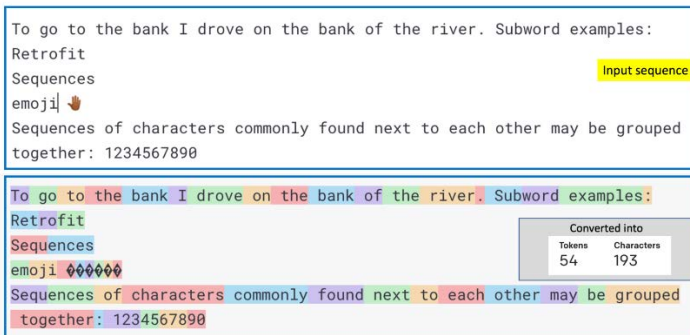 To go to the bank I drove on the bank of the river. Subword examples:
Retrofit
Sequences
Input sequence
emoji 🤚🏾
Sequences of characters commonly found next to each other may be grouped
together: 1234567890
To go to the bank I drove on the bank of the river. Subword examples:
Retrofit
Sequences
emoji ������
Converted into
Tokens Characters
54 193
Sequences of characters commonly found next to each other may be grouped
together: 1234567890